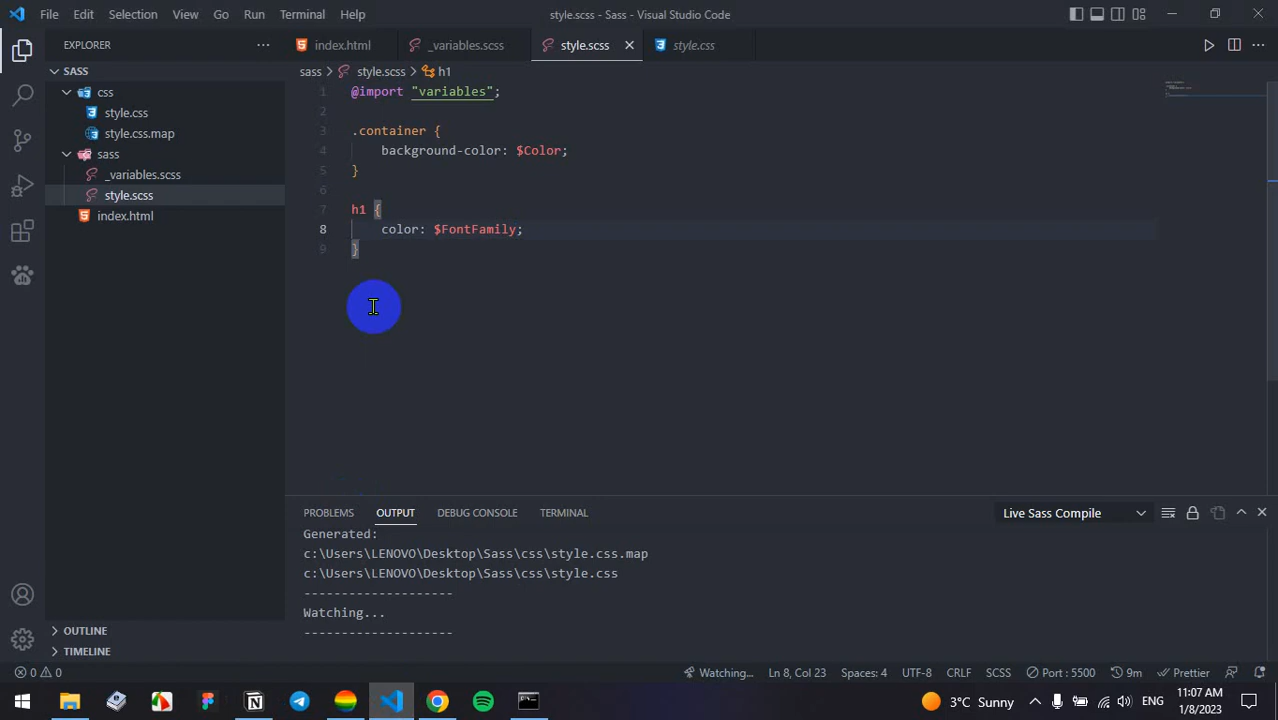 File Edit Selection View Go Run Terminal Help
style.scss - Sass - Visual Studio Code
EXPLORER
index.html
_variables.scss
style.scss
style.css
SASS
css
style.css
style.css.map
sass
_variables.scss
style.scss
index.html
sass > style.scss > h1
1 @import "variables";
2
3 .container {
4 background-color: $Color;
5 }
6
7 h1 {
8 color: $FontFamily;
9 }
PROBLEMS OUTPUT DEBUG CONSOLE TERMINAL
Live Sass Compile
Generated:
c:\Users\LENOVO\Desktop\Sass\css\style.css.map
c:\Users\LENOVO\Desktop\Sass\css\style.css
--------------------
Watching...
--------------------
OUTLINE
TIMELINE
0 0
Watching... Ln 8, Col 23 Spaces: 4 UTF-8 CRLF SCSS Port : 5500 9m Prettier
3°C Sunny
ENG
11:07 AM
1/8/2023